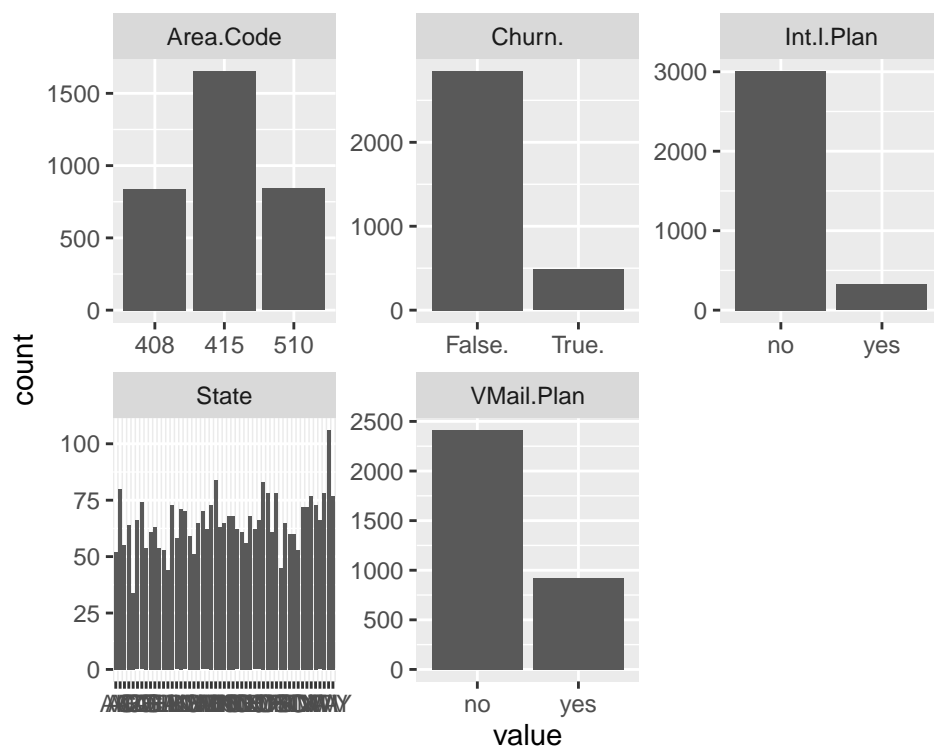 Area.Code
Churn.
Int.l.Plan
1500
1000
500
0
408 415 510
2000
1000
0
False. True.
3000
2000
1000
0
no yes
count
State
VMail.Plan
100
75
50
25
0
2500
2000
1500
1000
500
0
no yes
value